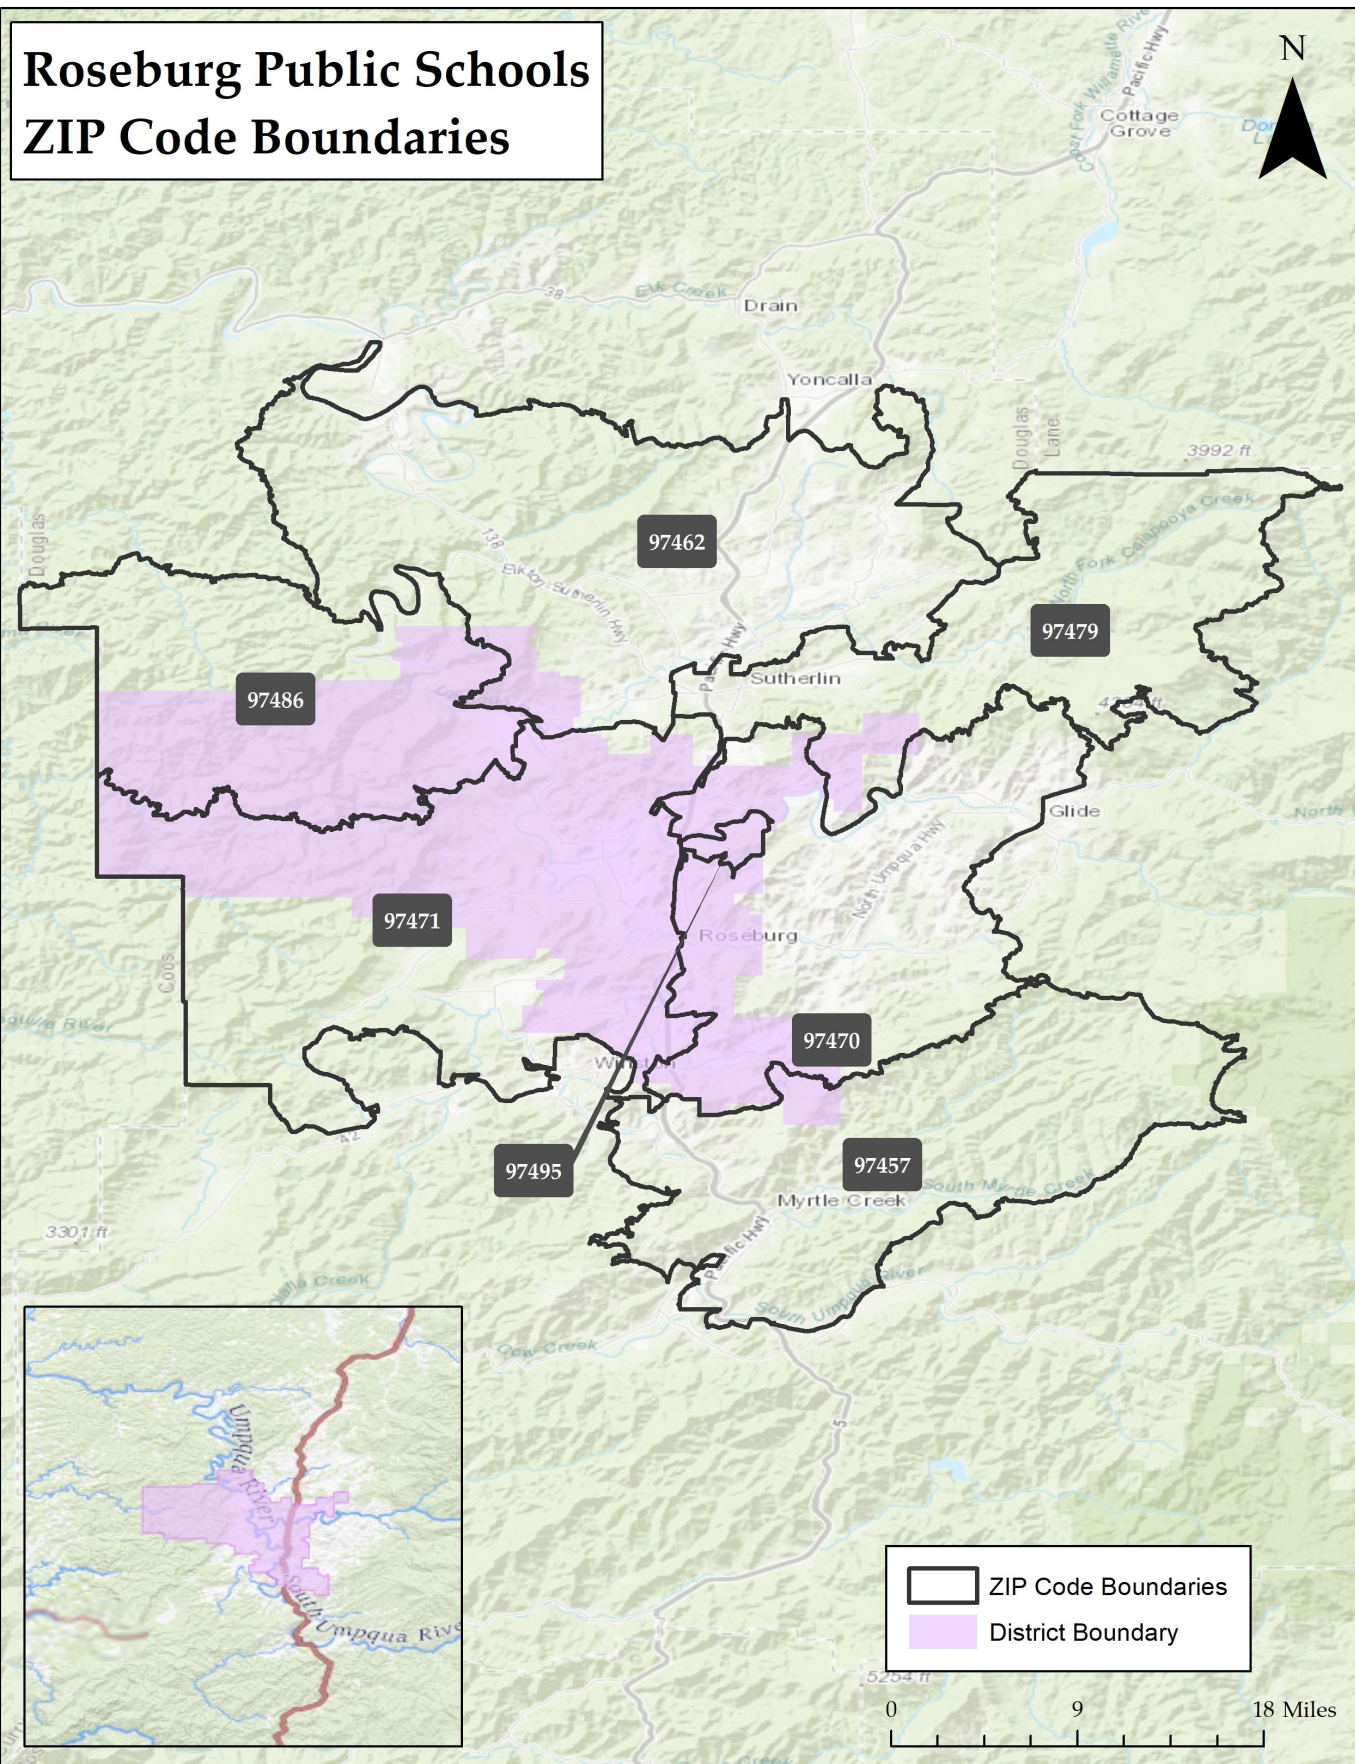 Roseburg Public Schools
ZIP Code Boundaries
N
Coast Fork Willamette River
Pacific Hwy
Cottage
Grove
38
Elk Creek
Drain
Yoncalla
Douglas
Lane
3992 ft
Douglas
138
Elkton-Sutherlin Hwy
97462
North Fork Calapooya Creek
97479
Pacific Hwy
Sutherlin
97486
Glide
North
North Umpqua Hwy
97471
Roseburg
Coos
River
97470
Winston
42
97495
97457
South Myrtle Creek
Myrtle Creek
3301 ft
Pacific Hwy
Creek
South Umpqua River
Cow Creek
5
Umpqua River
South Umpqua River
ZIP Code Boundaries
District Boundary
5254 ft
0 9 18 Miles
Creek